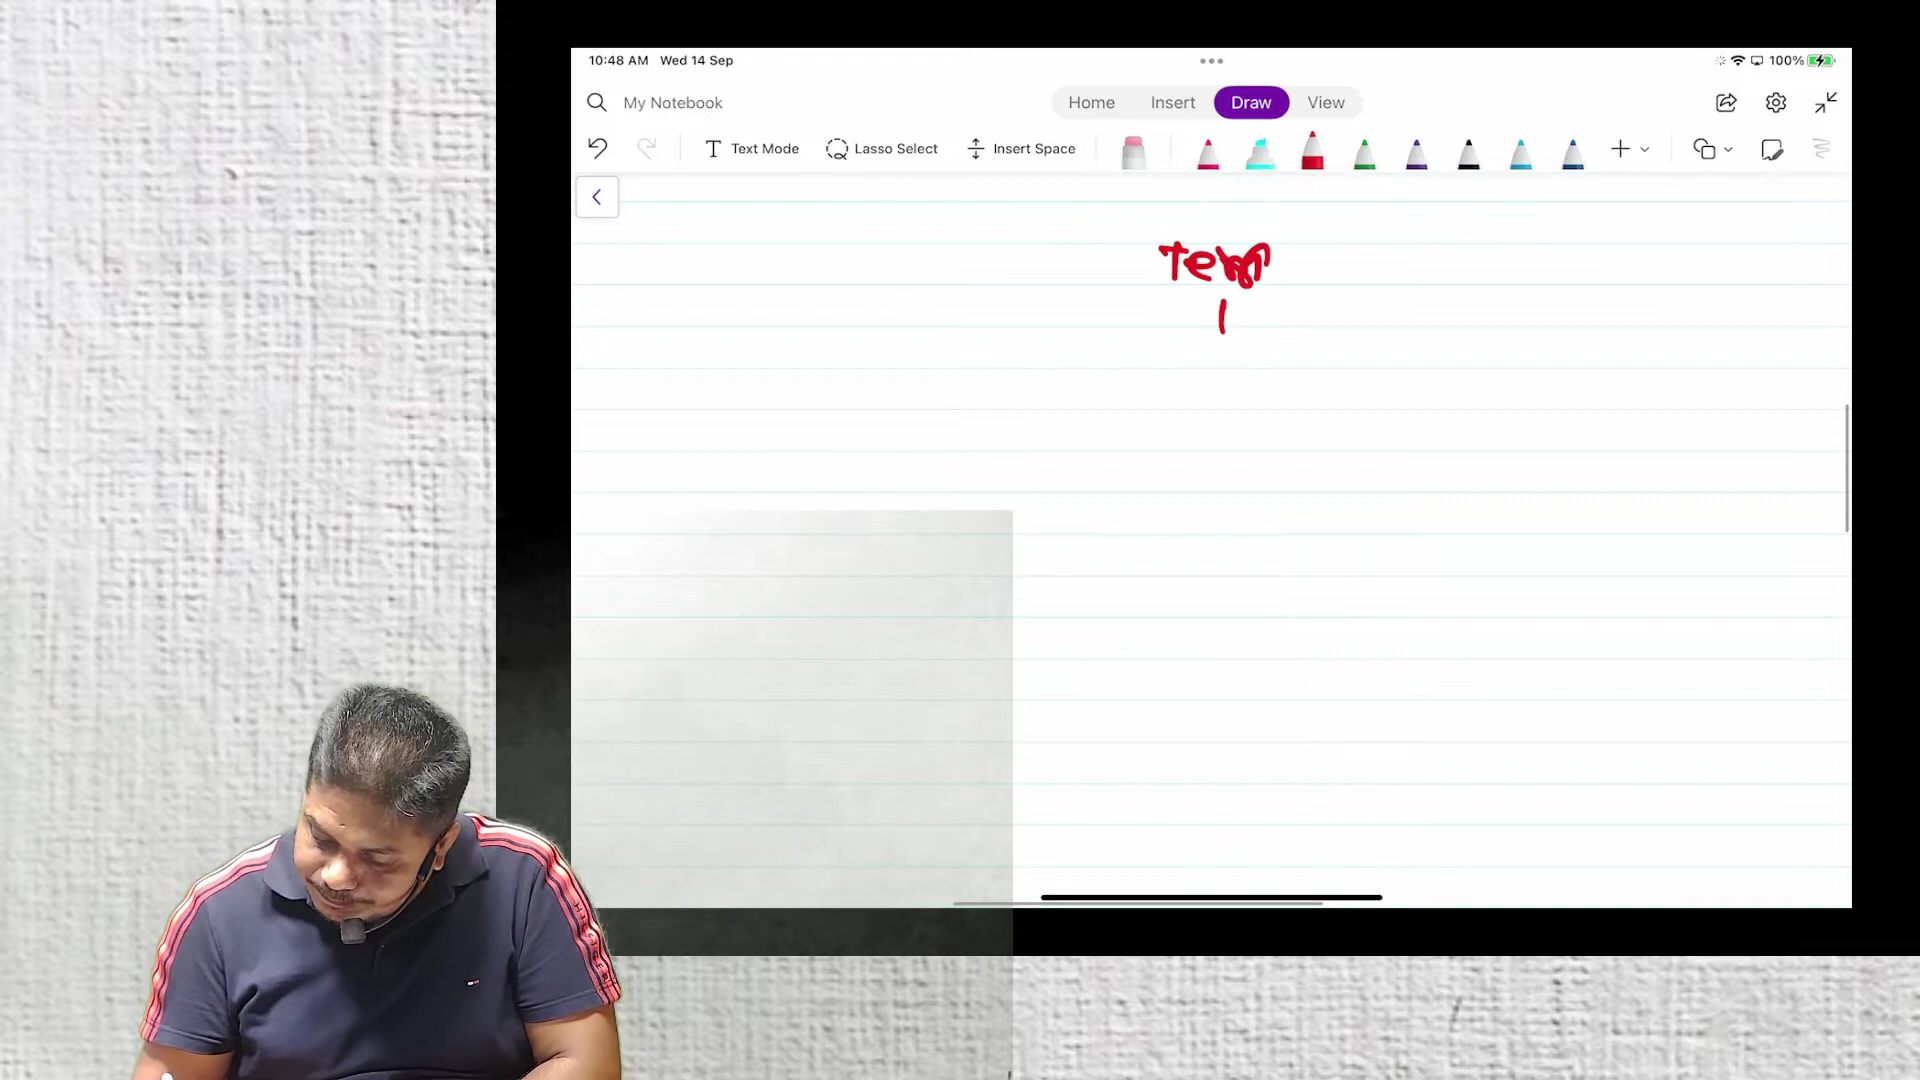 10:48 AM Wed 14 Sep
100%
My Notebook
Home Insert Draw View
Text Mode Lasso Select Insert Space